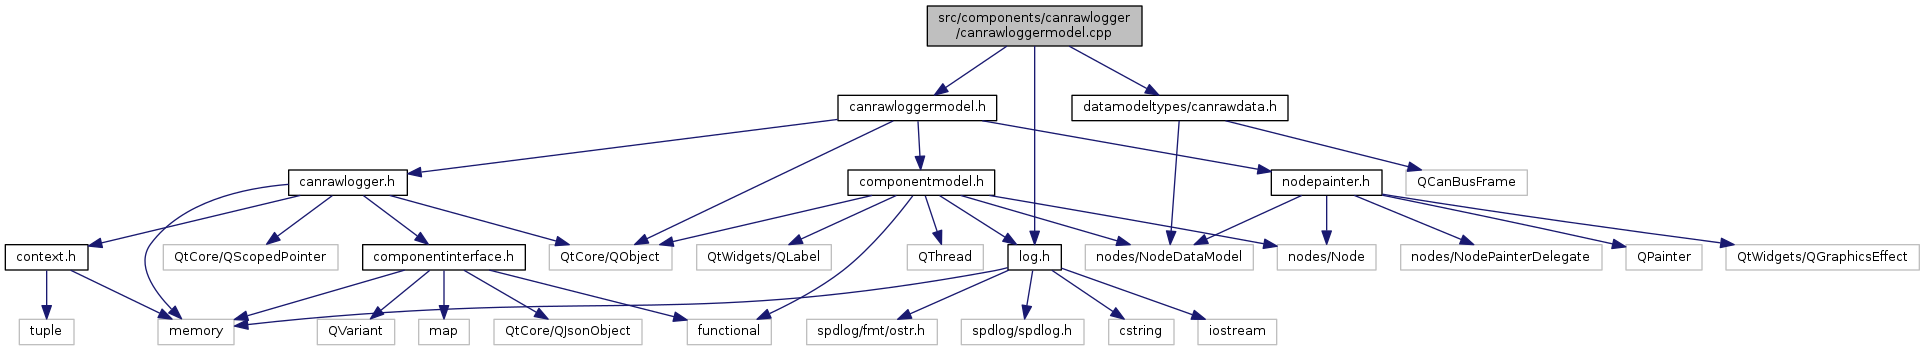 src/components/canrawlogger
/canrawloggermodel.cpp
canrawloggermodel.h
datamodeltypes/canrawdata.h
canrawlogger.h
componentmodel.h
nodepainter.h
QCanBusFrame
context.h
QtCore/QScopedPointer
componentinterface.h
QtCore/QObject
QtWidgets/QLabel
QThread
log.h
nodes/NodeDataModel
nodes/Node
nodes/NodePainterDelegate
QPainter
QtWidgets/QGraphicsEffect
tuple
memory
QVariant
map
QtCore/QJsonObject
functional
spdlog/fmt/ostr.h
spdlog/spdlog.h
cstring
iostream